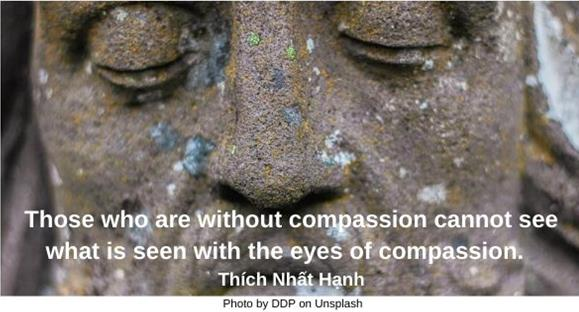 Those who are without compassion cannot see
what is seen with the eyes of compassion.
Thích Nhất Hạnh
Photo by DDP on Unsplash